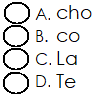 A. cho
B. co
C. La
D. Te